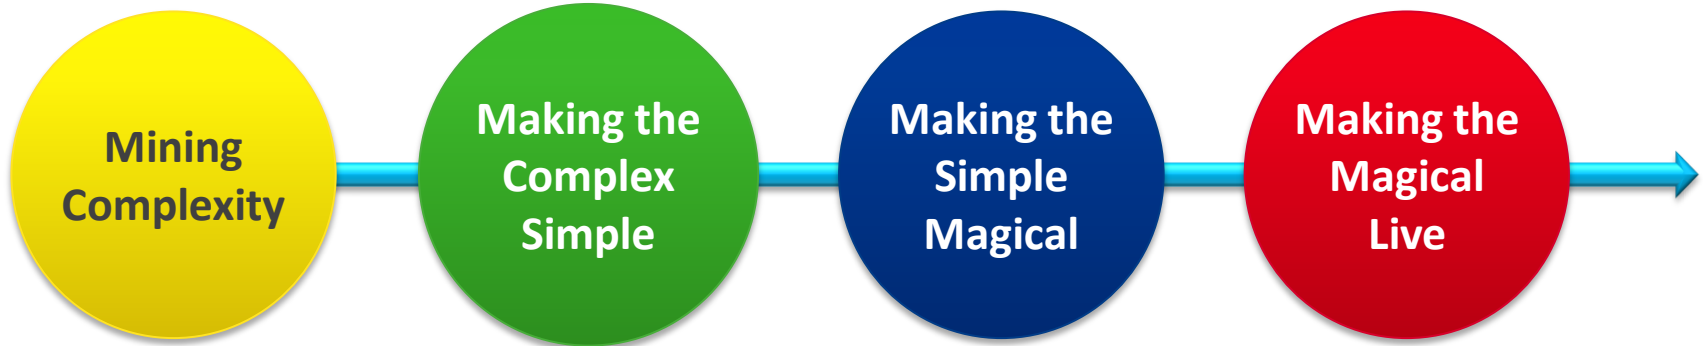 Mining
Complexity
Making the
Complex
Simple
Making the
Simple
Magical
Making the
Magical
Live